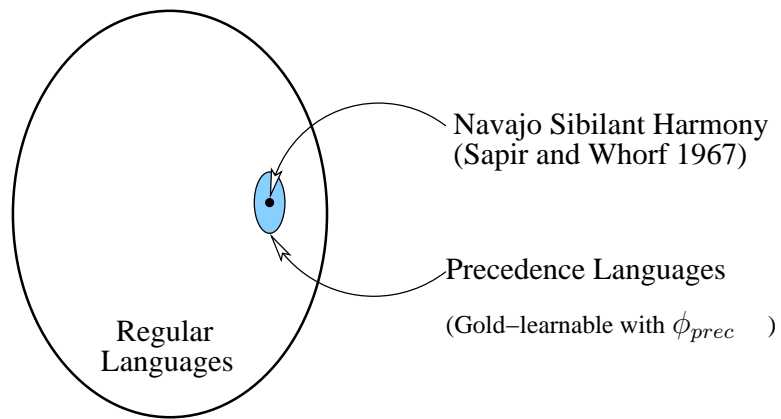 Navajo Sibilant Harmony
(Sapir and Whorf 1967)
Precedence Languages
(Gold−learnable with ϕprec )
Regular
Languages